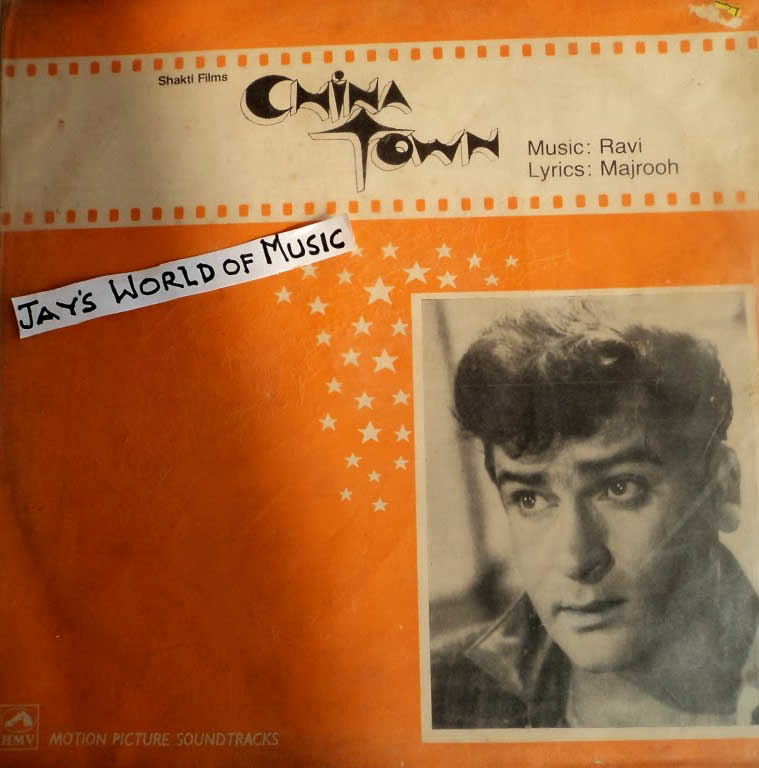 Shakti Films
CHINA
TOWN
Music: Ravi
Lyrics: Majrooh
JAY'S WORLD OF MUSIC
HMV
MOTION PICTURE SOUNDTRACKS